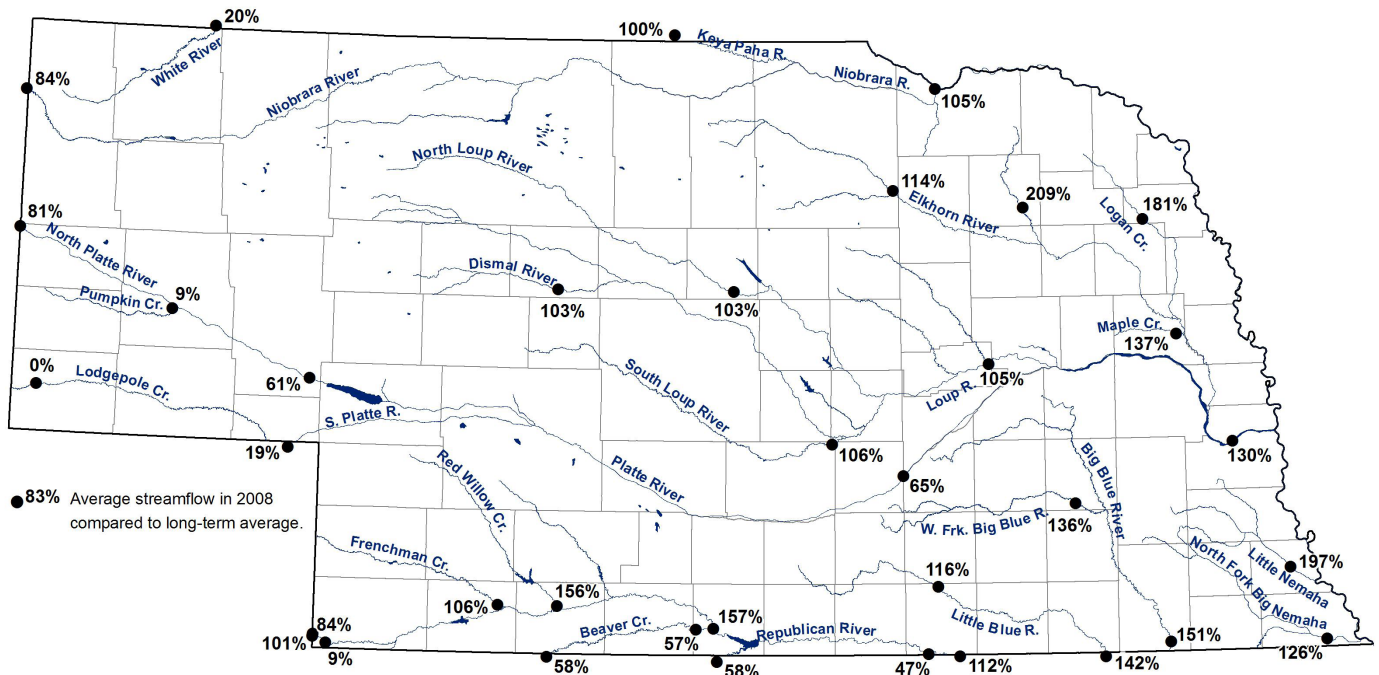 20%
100%
Keya Paha R.
White River
84%
Niobrara River
Niobrara R.
105%
North Loup River
114%
209%
181%
Elkhorn River
Logan Cr.
81%
North Platte River
Dismal River
Pumpkin Cr.
9%
103%
103%
Maple Cr.
137%
0%
Lodgepole Cr.
61%
South Loup River
105%
Loup R.
S. Platte R.
19%
106%
130%
Red Willow Cr.
Platte River
65%
Big Blue River
83% Average streamflow in 2008
compared to long-term average.
W. Frk. Big Blue R.
136%
Frenchman Cr.
116%
197%
Little Nemaha
North Fork Big Nemaha
106%
156%
84%
101%
9%
Beaver Cr.
157%
57%
Republican River
Little Blue R.
151%
58%
58%
47%
112%
142%
126%